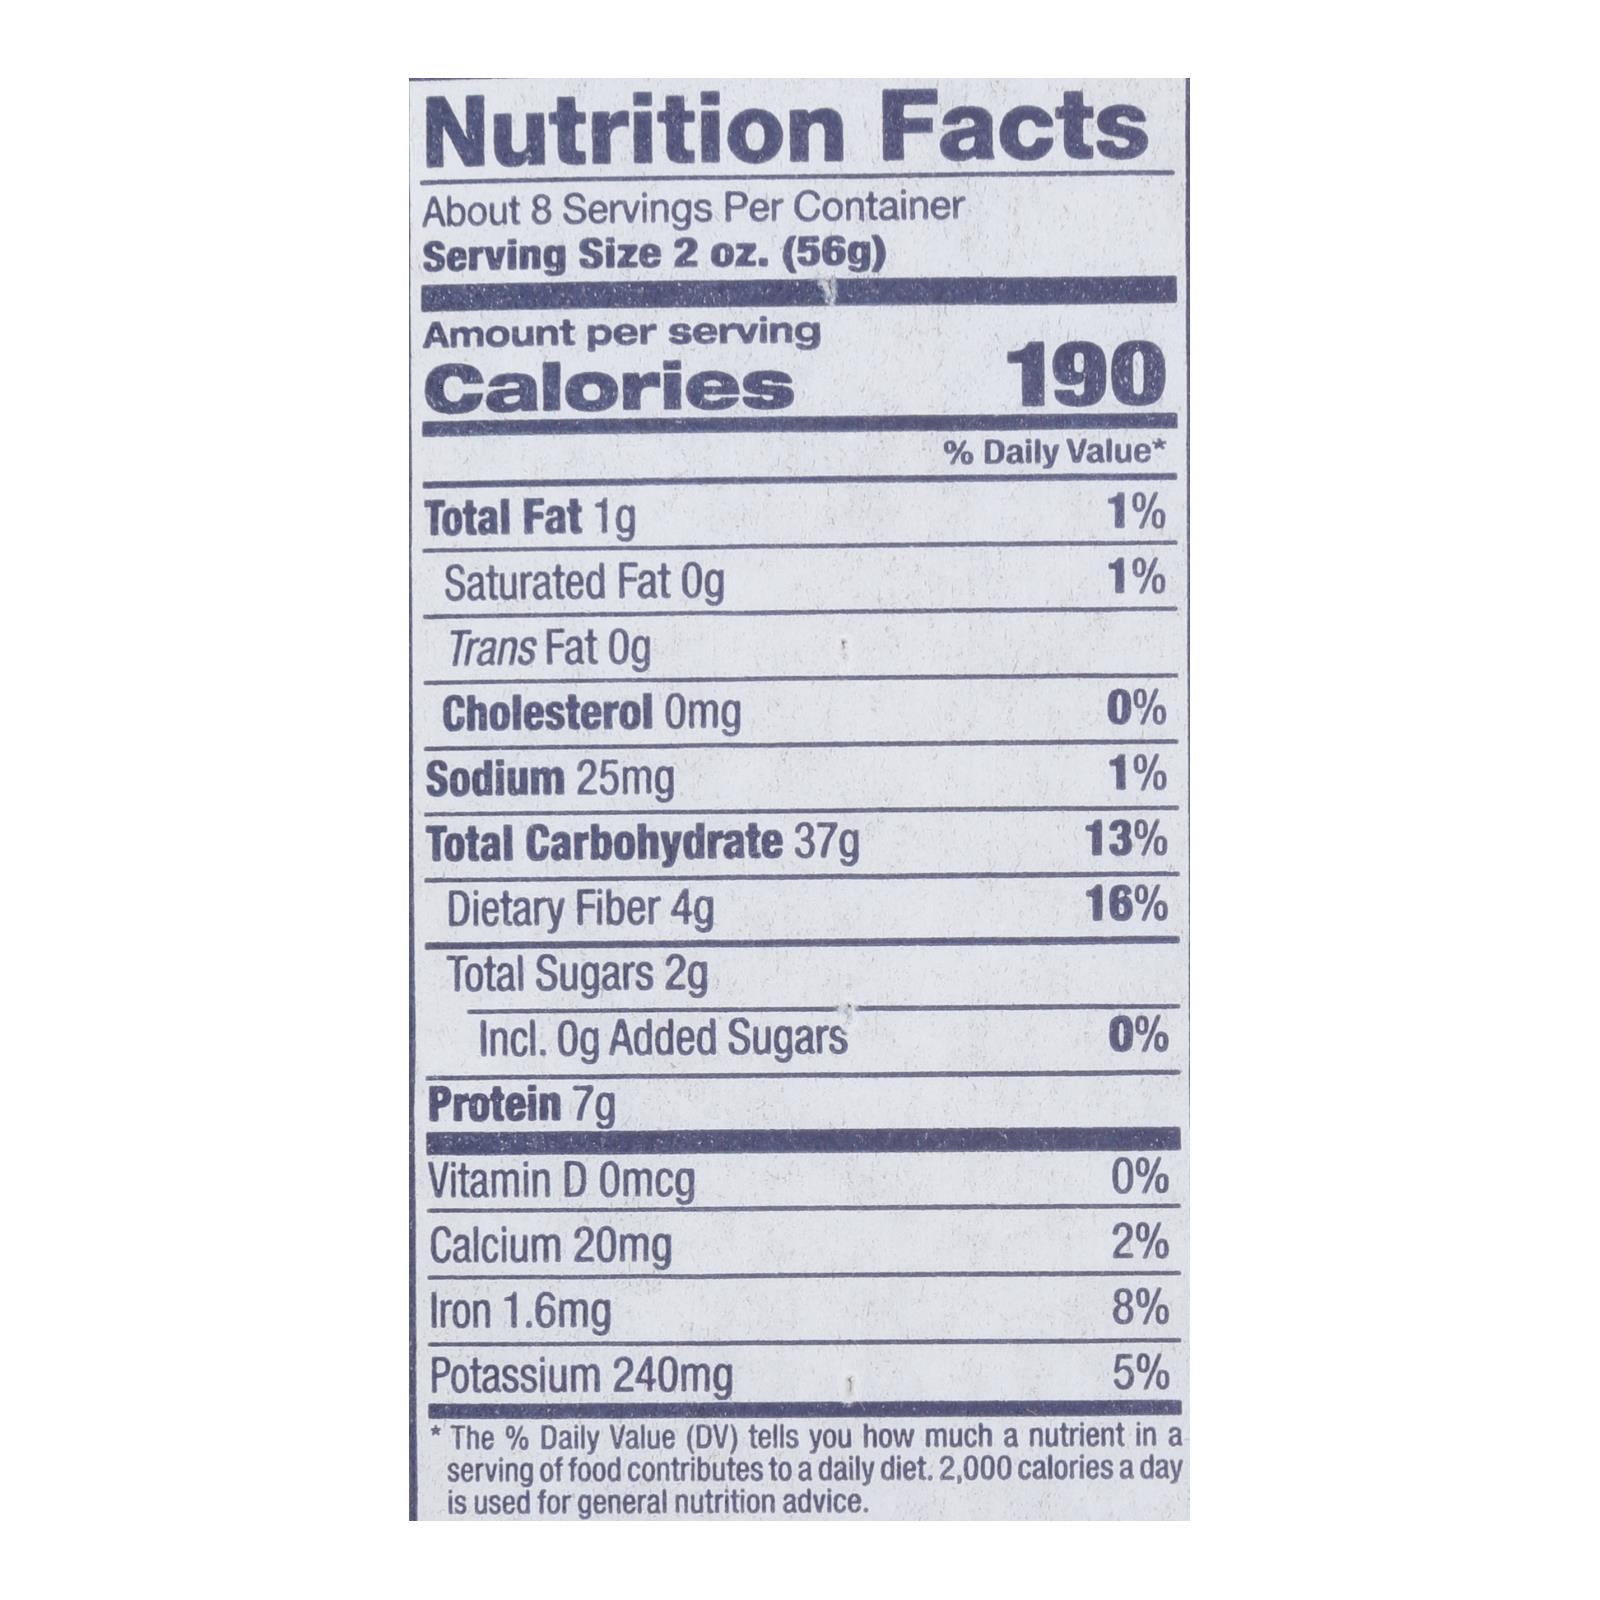 Nutrition Facts
About 8 Servings Per Container
Serving Size 2 oz. (56g)
Amount per serving
Calories 190
% Daily Value*
Total Fat 1g 1%
Saturated Fat 0g 1%
Trans Fat 0g
Cholesterol 0mg 0%
Sodium 25mg 1%
Total Carbohydrate 37g 13%
Dietary Fiber 4g 16%
Total Sugars 2g
Incl. 0g Added Sugars 0%
Protein 7g
Vitamin D 0mcg 0%
Calcium 20mg 2%
Iron 1.6mg 8%
Potassium 240mg 5%
* The % Daily Value (DV) tells you how much a nutrient in a
serving of food contributes to a daily diet. 2,000 calories a day
is used for general nutrition advice.